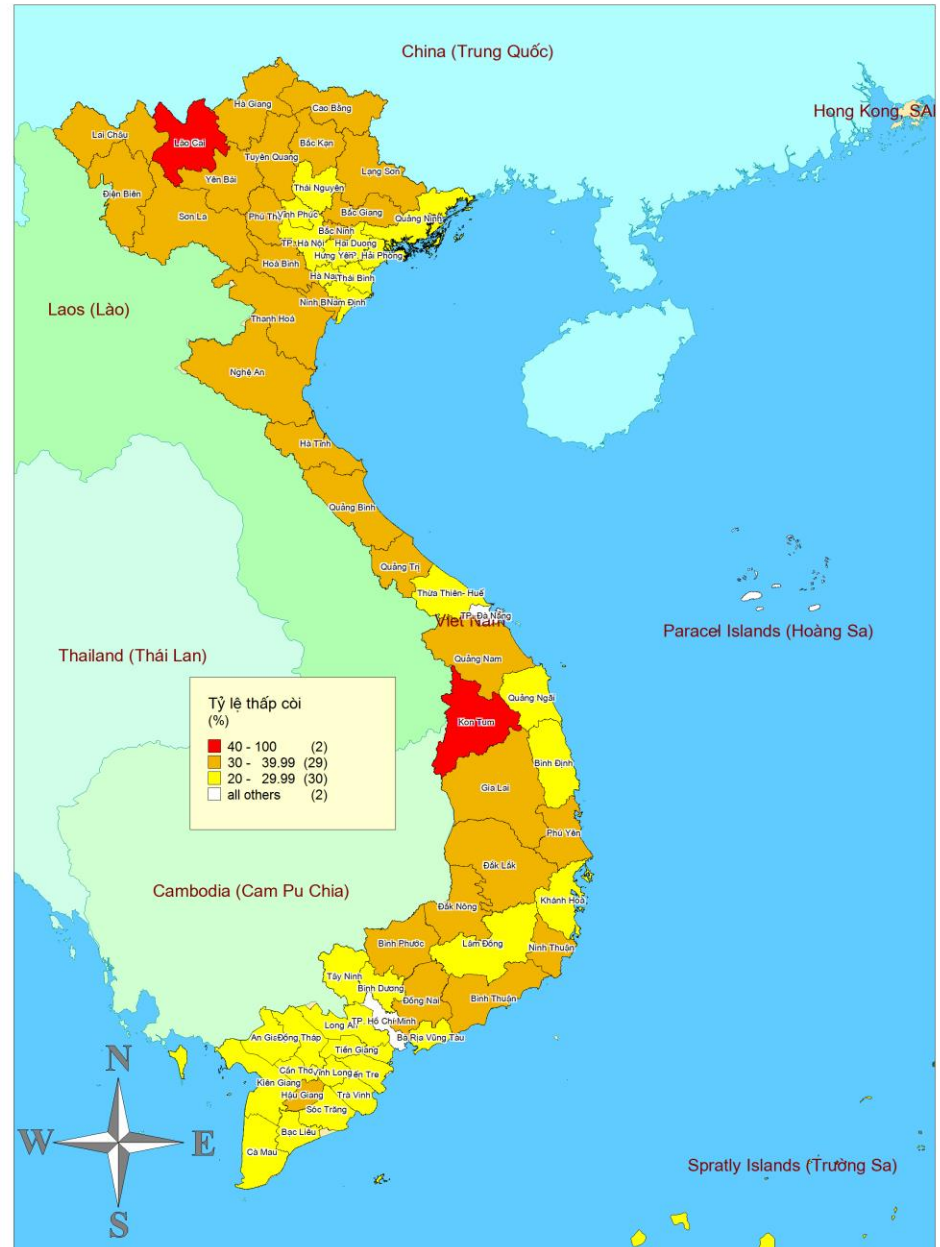 China (Trung Quốc)
Hong Kong, SA
Hà Giang
Cao Bằng
Lai Châu
Lào Cai
Bắc Kạn
Tuyên Quang
Lạng Sơn
Yên Bái
Điện Biên
Thái Nguyên
Sơn La
Phú Th
Vĩnh Phúc
Bắc Giang
Quảng Ninh
Bắc Ninh
TP. Hà Nội
Hải Dương
Hưng Yên
P. Hải Phòng
Hoà Bình
Hà Na
Thái Bình
Ninh B
Nam Định
Laos (Lào)
Thanh Hoá
Nghệ An
Hà Tĩnh
Quảng Bình
Quảng Trị
Thừa Thiên- Huế
TP. Đà Nẵng
Viet Nam
Paracel Islands (Hoàng Sa)
Thailand (Thái Lan)
Quảng Nam
Quảng Ngãi
Kon Tum
Tỷ lệ thấp còi
(%)
40 - 100 (2)
30 - 39.99 (29)
20 - 29.99 (30)
all others (2)
Bình Định
Gia Lai
Phú Yên
Đắk Lắk
Cambodia (Cam Pu Chia)
Khánh Hoà
Đắk Nông
Bình Phước
Lâm Đồng
Ninh Thuận
Tây Ninh
Bình Dương
Đồng Nai
Bình Thuận
Long An
TP. Hồ Chí Minh
Bà Rịa Vũng Tàu
An Gia
Đồng Tháp
Tiền Giang
Cần Thơ
Vĩnh Long
ến Tre
Kiên Giang
Hậu Giang
Trà Vinh
Sóc Trăng
Bạc Liêu
Cà Mau
N
W
E
S
Spratly Islands (Trường Sa)